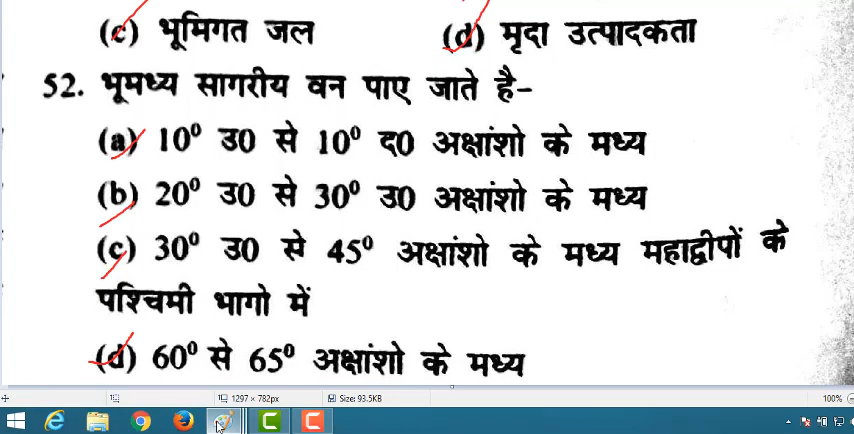 (c) भूमिगत जल (d) मृदा उत्पादकता
52. भूमध्य सागरीय वन पाए जाते है-
(a) 10⁰ उ0 से 10⁰ द0 अक्षांशो के मध्य
(b) 20⁰ उ0 से 30⁰ उ0 अक्षांशो के मध्य
(c) 30⁰ उ0 से 45⁰ अक्षांशो के मध्य महाद्वीपों के
पश्चिमी भागो में
(d) 60⁰ से 65⁰ अक्षांशो के मध्य
1297 × 782px Size: 93.5KB 100%